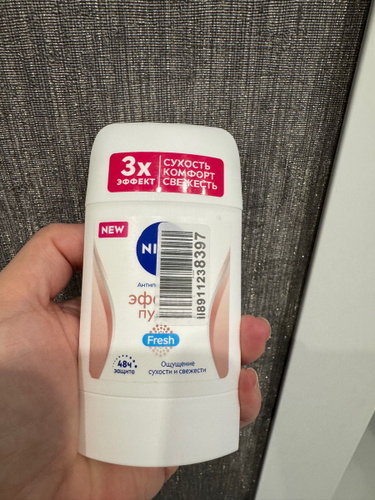 3x
ЭФФЕКТ
СУХОСТЬ
КОМФОРТ
СВЕЖЕСТЬ
NEW
Fresh
48ч
защита
Ощущение
сухости и свежести
ii8911238397